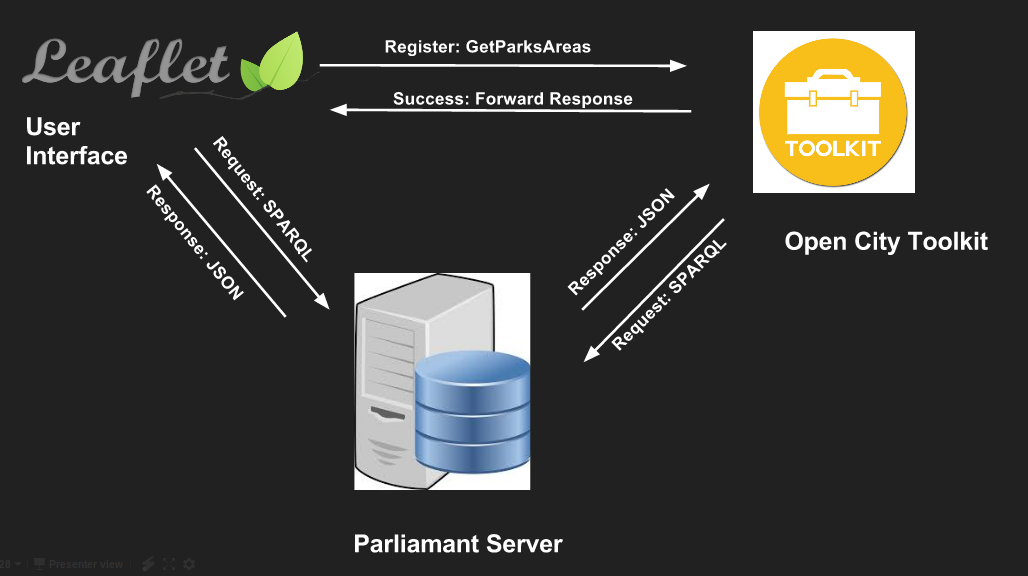 Leaflet
Register: GetParksAreas
Success: Forward Response
TOOLKIT
User
Interface
Request: SPARQL
Response: JSON
Response: JSON
Request: SPARQL
Open City Toolkit
Parliamant Server
28
Presenter view